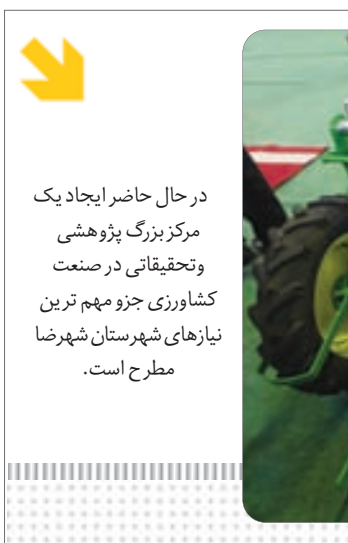 در حال حاضر ایجاد یک
مرکز بزرگ پژوهشی
وتحقیقاتی در صنعت
کشاورزی جزو مهم ترین
نیازهای شهرستان شهرضا
مطرح است.